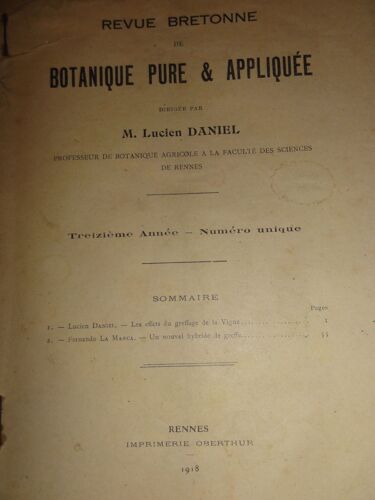 REVUE BRETONNE
DE
BOTANIQUE PURE & APPLIQUÉE
DIRIGÉE PAR
M. Lucien DANIEL
PROFESSEUR DE BOTANIQUE AGRICOLE A LA FACULTÉ DES SCIENCES
DE RENNES
Treizième Année — Numéro unique
SOMMAIRE
Pages
1. — Lucien DANIEL. — Les effets du greffage de la Vigne 1
2. — Fernando LA MARCA. — Un nouvel hybride de greffe 55
RENNES
IMPRIMERIE OBERTHUR
1918